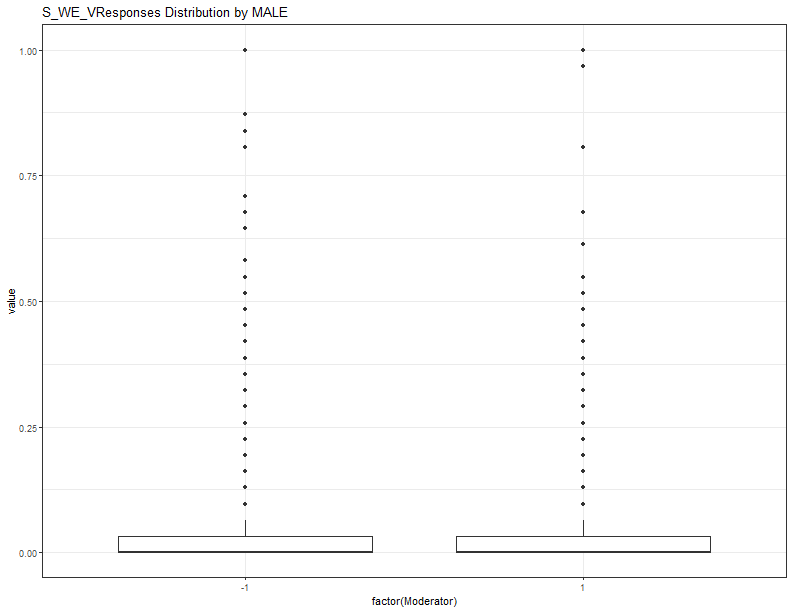 S_WE_VResponses Distribution by MALE
1.00
0.75
0.50
0.25
0.00
value
-1
1
factor(Moderator)